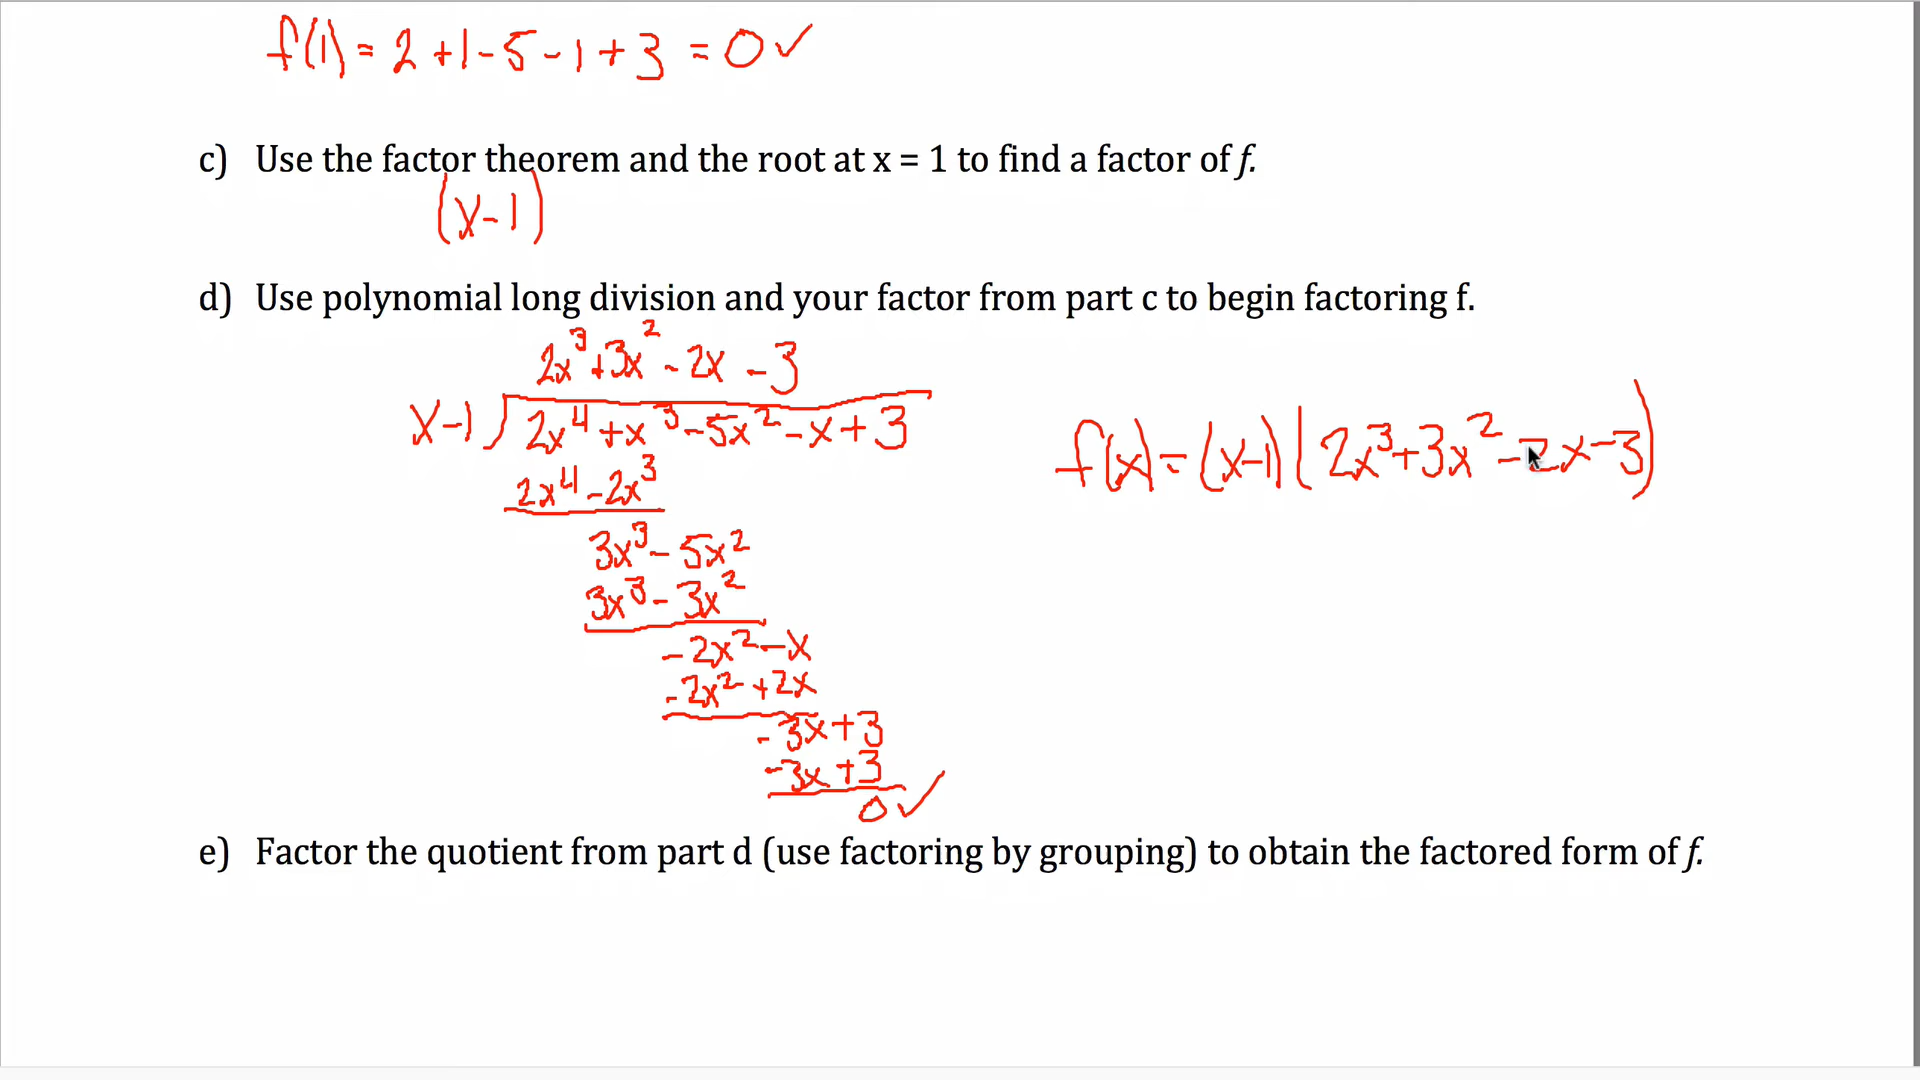 f(1) = 2 + 1 - 5 - 1 + 3 = 0 ✓
c) Use the factor theorem and the root at x = 1 to find a factor of f.
(x-1)
d) Use polynomial long division and your factor from part c to begin factoring f.
2x³ + 3x² - 2x - 3
x-1 ) 2x⁴ + x³ - 5x² - x + 3
f(x) = (x-1)(2x³+3x²-2x-3)
2x⁴ - 2x³
3x³ - 5x²
3x³ - 3x²
-2x² - x
-2x² + 2x
-3x + 3
-3x + 3
0 ✓
e) Factor the quotient from part d (use factoring by grouping) to obtain the factored form of f.